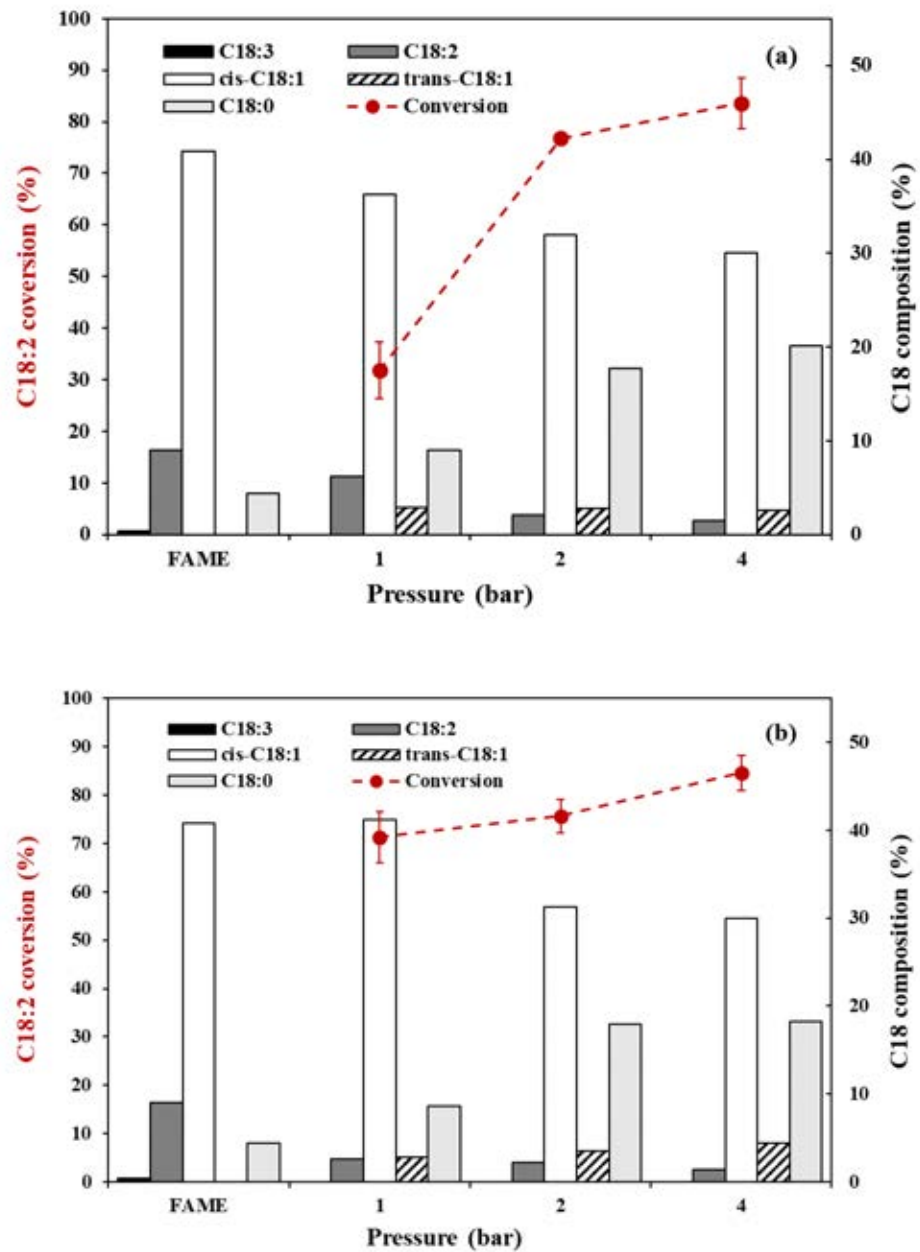 100
90
80
70
60
50
40
30
20
10
0
C18:2 coversion (%)
C18:3
C18:2
cis-C18:1
trans-C18:1
C18:0
Conversion
(a)
50
40
30
20
10
0
C18 composition (%)
FAME
1
2
4
Pressure (bar)
100
90
80
70
60
50
40
30
20
10
0
C18:2 coversion (%)
C18:3
C18:2
cis-C18:1
trans-C18:1
C18:0
Conversion
(b)
50
40
30
20
10
0
C18 composition (%)
FAME
1
2
4
Pressure (bar)